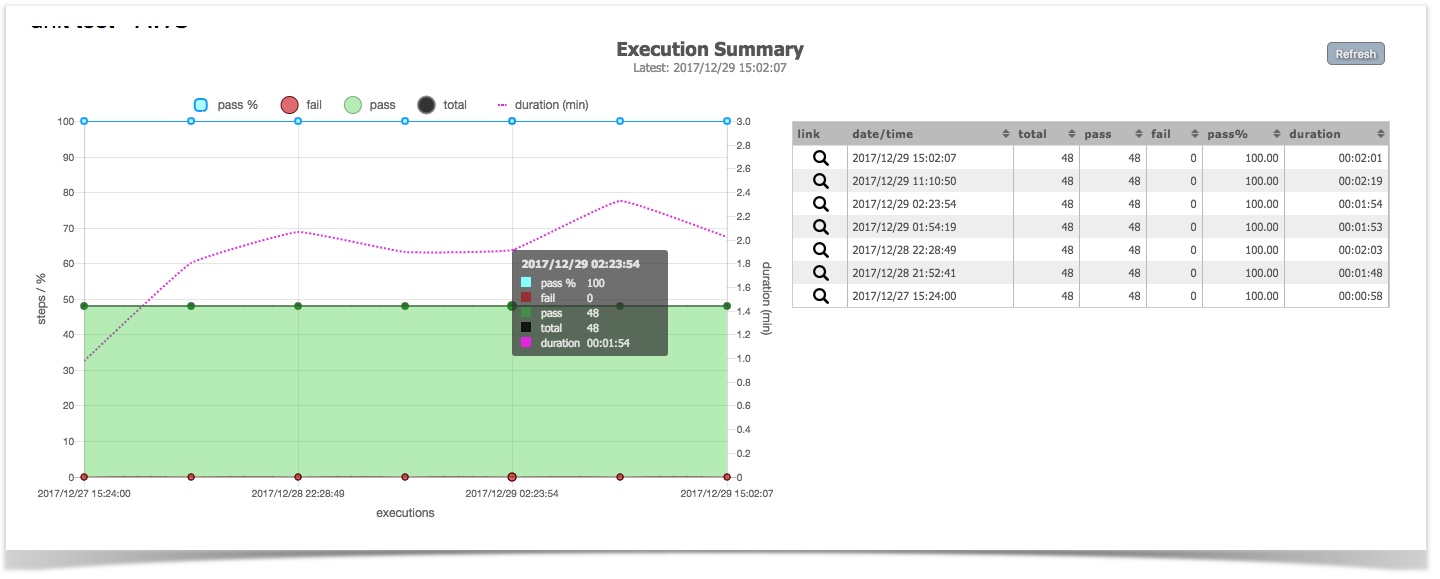 Execution Summary
Latest: 2017/12/29 15:02:07
Refresh
pass % fail pass total duration (min)
100
90
80
70
60
50
40
30
20
10
0
steps / %
3.0
2.8
2.6
2.4
2.2
2.0
1.8
1.6
1.4
1.2
1.0
0.8
0.6
0.4
0.2
0
duration (min)
2017/12/29 02:23:54
pass % 100
fail 0
pass 48
total 48
duration 00:01:54
2017/12/27 15:24:00 2017/12/28 22:28:49 2017/12/29 02:23:54 2017/12/29 15:02:07
executions
link date/time total pass fail pass% duration
2017/12/29 15:02:07 48 48 0 100.00 00:02:01
2017/12/29 11:10:50 48 48 0 100.00 00:02:19
2017/12/29 02:23:54 48 48 0 100.00 00:01:54
2017/12/29 01:54:19 48 48 0 100.00 00:01:53
2017/12/28 22:28:49 48 48 0 100.00 00:02:03
2017/12/28 21:52:41 48 48 0 100.00 00:01:48
2017/12/27 15:24:00 48 48 0 100.00 00:00:58